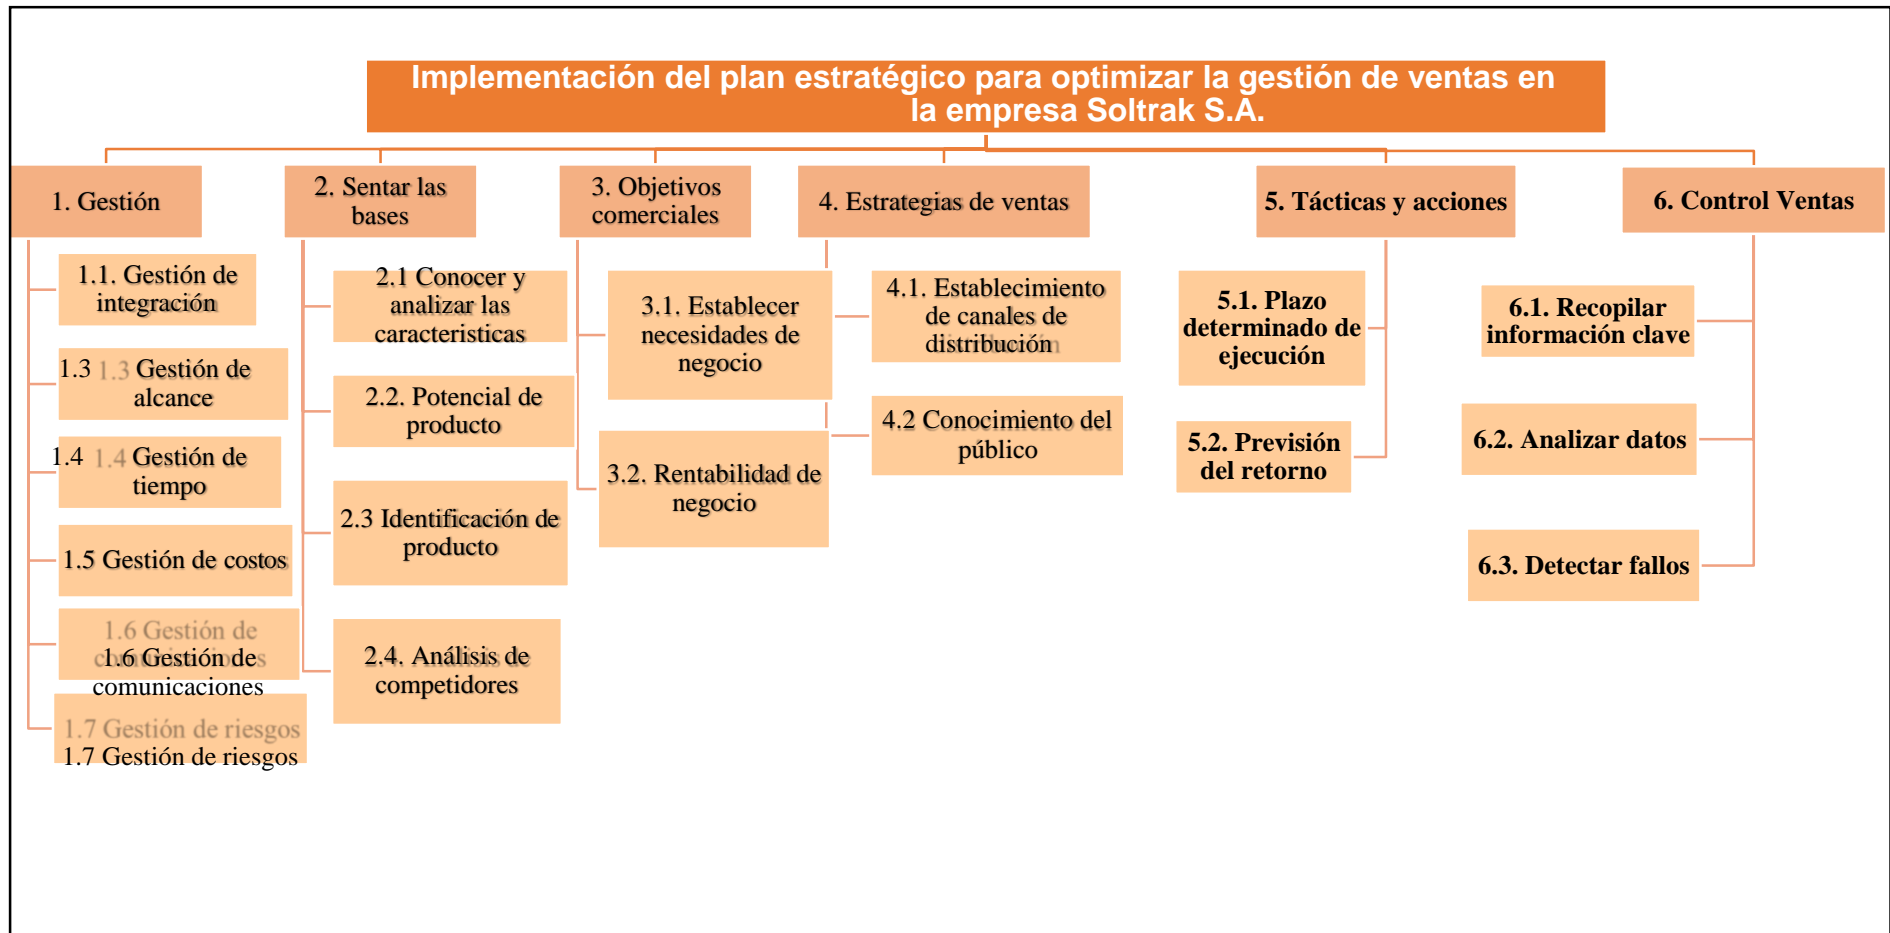 Implementación del plan estratégico para optimizar la gestión de ventas en
la empresa Soltrak S.A.
1. Gestión
1.1. Gestión de
integración
1.3 1.3 Gestión de
alcance
1.4 1.4 Gestión de
tiempo
1.5 Gestión de costos
1.6 Gestión de
comunicaciones
1.6 Gestión de
comunicaciones
1.7 Gestión de riesgos
1.7 Gestión de riesgos
2. Sentar las
bases
2.1 Conocer y
analizar las
caracteristicas
2.2. Potencial de
producto
2.3 Identificación de
producto
2.4. Análisis de
competidores
3. Objetivos
comerciales
3.1. Establecer
necesidades de
negocio
3.2. Rentabilidad de
negocio
4. Estrategias de ventas
4.1. Establecimiento
de canales de
distribución
4.2 Conocimiento del
público
5. Tácticas y acciones
5.1. Plazo
determinado de
ejecución
5.2. Previsión
del retorno
6. Control Ventas
6.1. Recopilar
información clave
6.2. Analizar datos
6.3. Detectar fallos